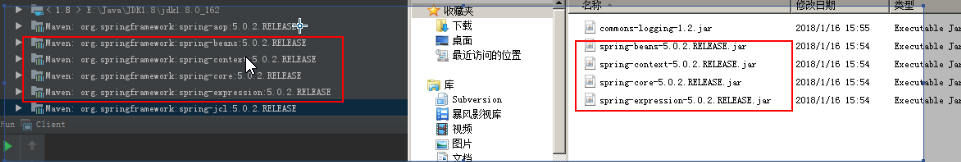 < 1.8 > E:\Java\JDK1.8\jdk1.8.0_162
Maven: org.springframework:spring-aop:5.0.2.RELEASE
Maven: org.springframework:spring-beans:5.0.2.RELEASE
Maven: org.springframework:spring-context:5.0.2.RELEASE
Maven: org.springframework:spring-core:5.0.2.RELEASE
Maven: org.springframework:spring-expression:5.0.2.RELEASE
Maven: org.springframework:spring-jcl:5.0.2.RELEASE
Run Client
收藏夹
下载
桌面
最近访问的位置
库
Subversion
暴风影视库
视频
图片
文档
名称 修改日期 类型
commons-logging-1.2.jar 2018/1/16 15:55 Executable Jar
spring-beans-5.0.2.RELEASE.jar 2018/1/16 15:54 Executable Jar
spring-context-5.0.2.RELEASE.jar 2018/1/16 15:54 Executable Jar
spring-core-5.0.2.RELEASE.jar 2018/1/16 15:54 Executable Jar
spring-expression-5.0.2.RELEASE.jar 2018/1/16 15:54 Executable Jar